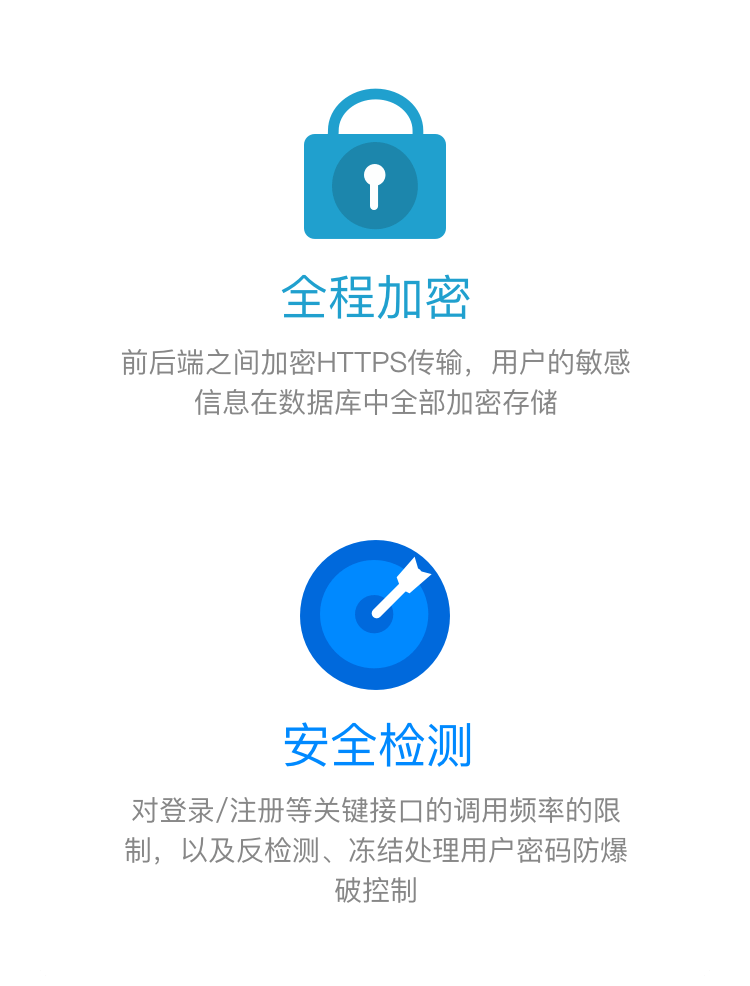 全程加密
前后端之间加密HTTPS传输，用户的敏感
信息在数据库中全部加密存储
安全检测
对登录/注册等关键接口的调用频率的限
制，以及反检测、冻结处理用户密码防爆
破控制